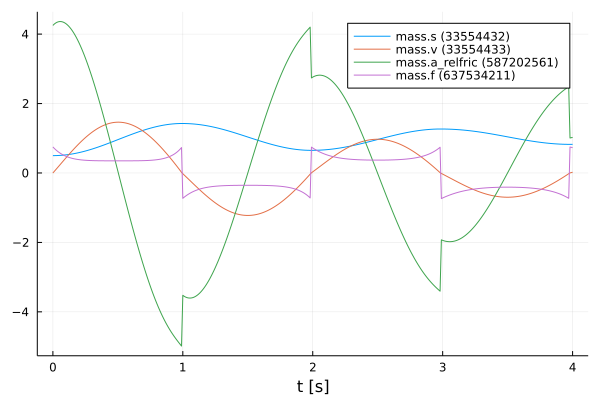 mass.s (33554432)
mass.v (33554433)
mass.a_relfric (587202561)
mass.f (637534211)
4
2
0
−2
−4
0 1 2 3 4
t [s]